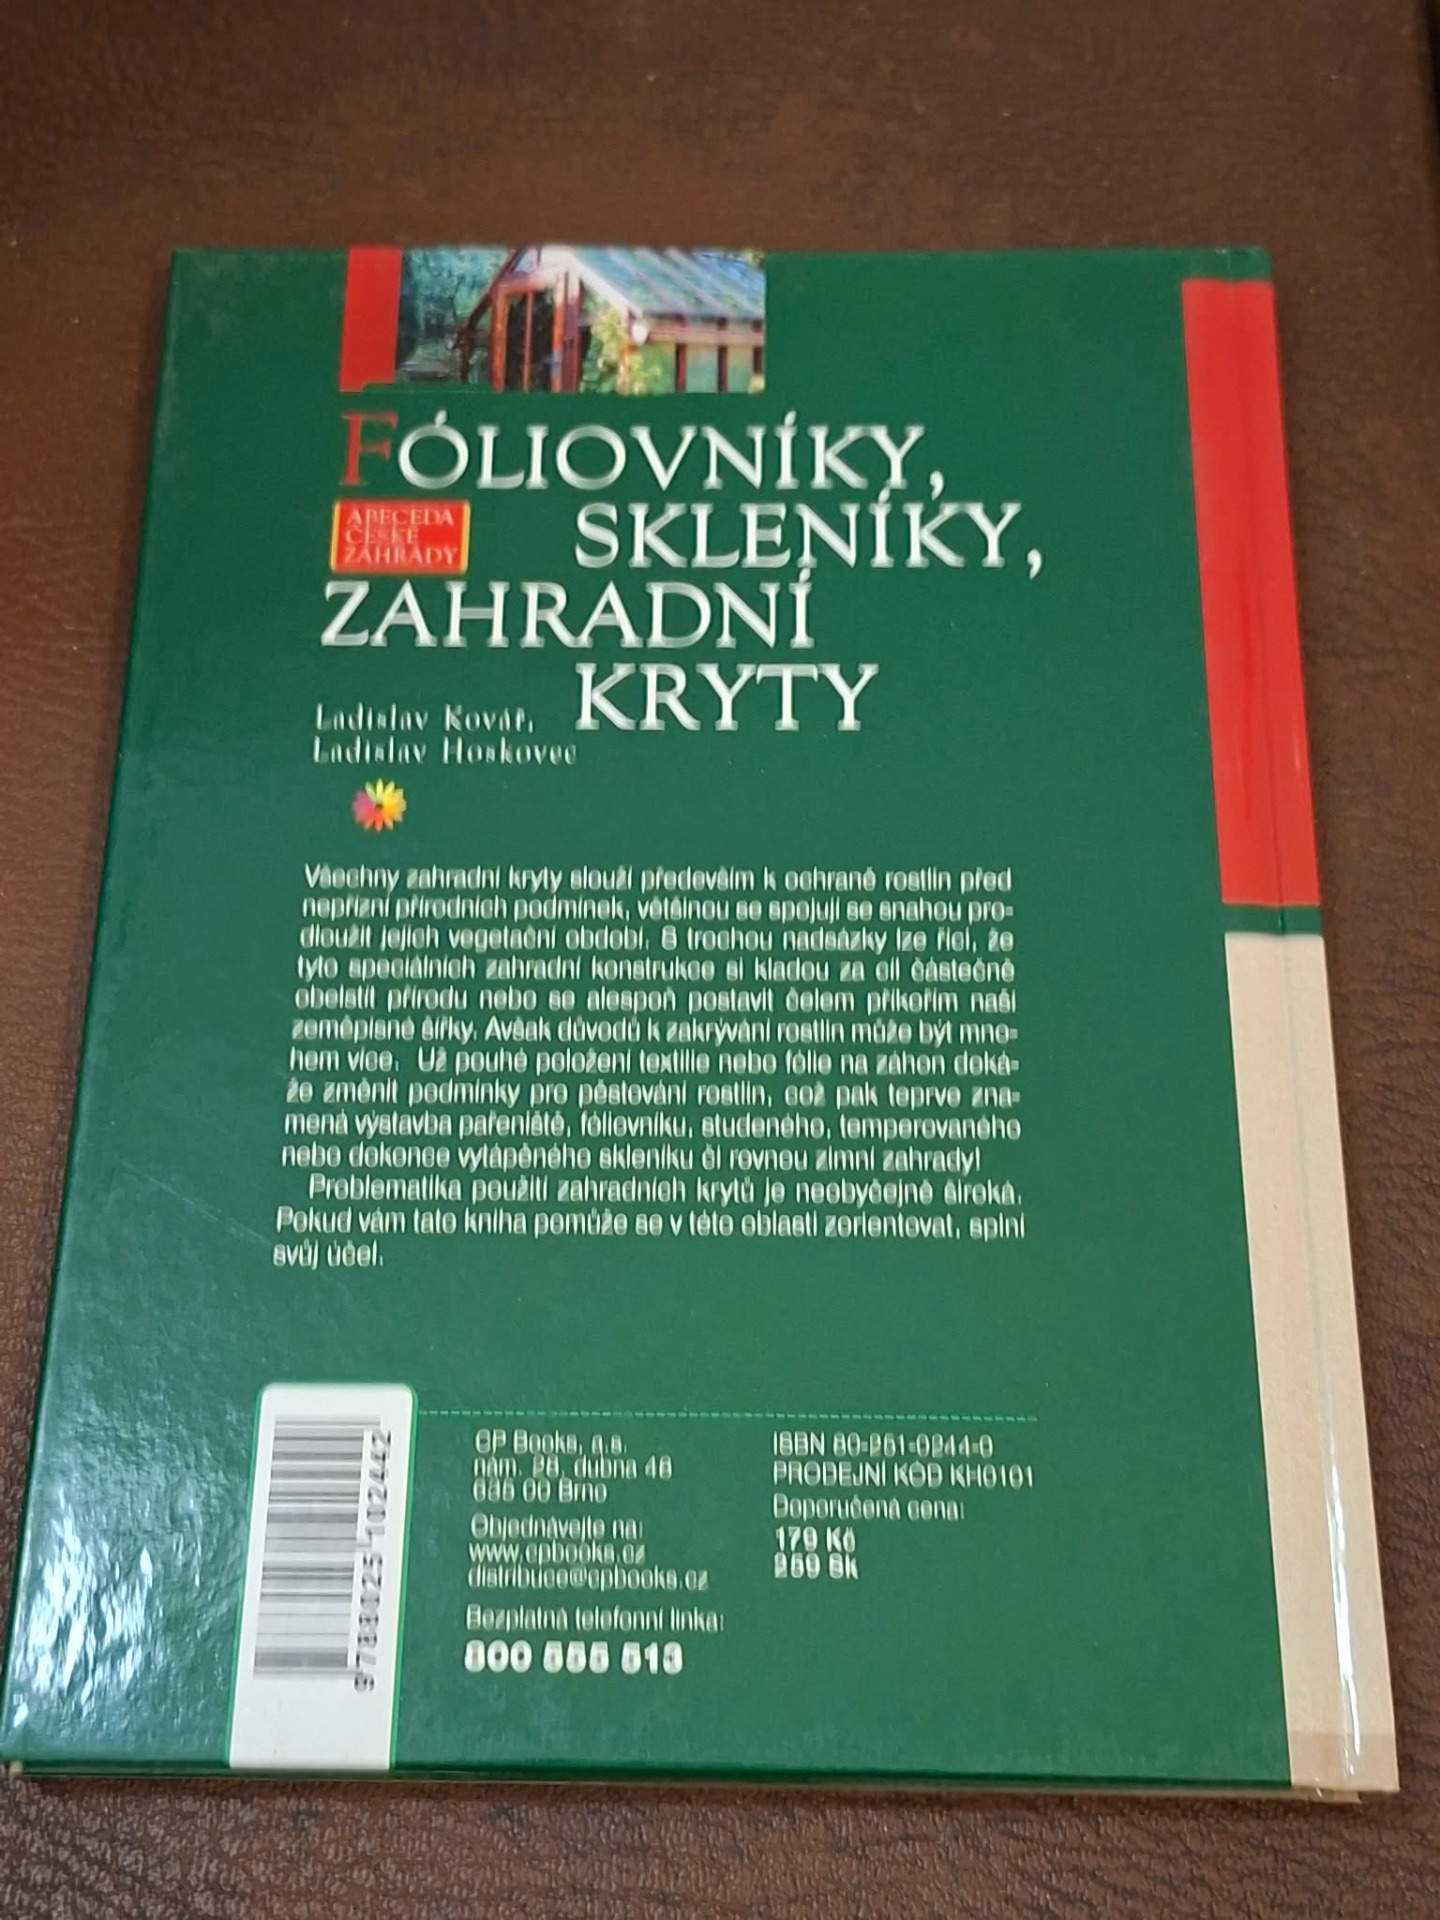 FÓLIOVNÍKY,
ABECEDA
ČESKÉ
ZAHRADY
SKLENÍKY,
ZAHRADNÍ
KRYTY
Ladislav Kovář,
Ladislav Hoskovec
Všechny zahradní kryty slouží především k ochraně rostlin před
nepřízní přírodních podmínek, většinou se spojují se snahou pro-
dloužit jejich vegetační období. S trochou nadsázky lze říci, že
tyto speciálních zahradní konstrukce si kladou za cíl částečně
obelstít přírodu nebo se alespoň postavit čelem příkořím naší
zeměpisné šířky. Avšak důvodů k zakrývání rostlin může být mno-
hem více. Už pouhé položení textilie nebo fólie na záhon doká-
že změnit podmínky pro pěstování rostlin, což pak teprve zna-
mená výstavba pařeniště, fóliovníku, studeného, temperovaného
nebo dokonce vytápěného skleníku či rovnou zimní zahrady!
Problematika použití zahradních krytů je neobyčejně široká.
Pokud vám tato kniha pomůže se v této oblasti zorientovat, splní
svůj účel.
9788025102442
CP Books, a.s.
nám. 28. dubna 48
635 00 Brno
Objednávejte na:
www.cpbooks.cz
distribuce@cpbooks.cz
Bezplatná telefonní linka:
800 555 513
ISBN 80-251-0244-0
PRODEJNÍ KÓD KH0101
Doporučená cena:
179 Kč
259 Sk